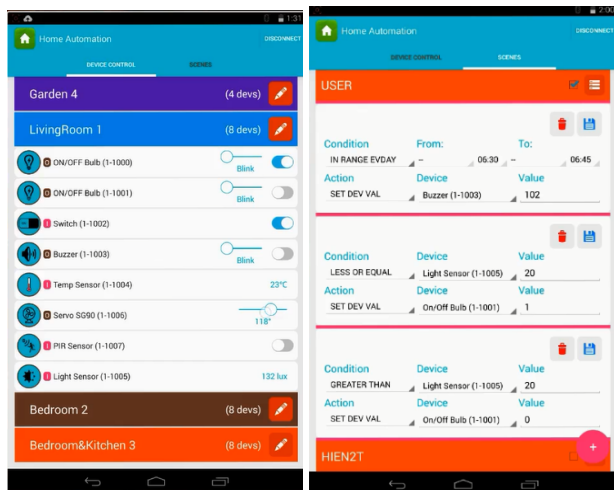 1:31
Home Automation
DISCONNECT
DEVICE CONTROL
SCENES
Garden 4
(4 devs)
LivingRoom 1
(8 devs)
O ON/OFF Bulb (1-1000)
Blink
O ON/OFF Bulb (1-1001)
Blink
I Switch (1-1002)
O Buzzer (1-1003)
Blink
I Temp Sensor (1-1004)
23°C
O Servo SG90 (1-1006)
118°
I PIR Sensor (1-1007)
I Light Sensor (1-1005)
132 lux
Bedroom 2
(8 devs)
Bedroom&Kitchen 3
(8 devs)
2:00
Home Automation
DISCONNECT
DEVICE CONTROL
SCENES
USER
Condition From: To:
IN RANGE EVDAY – 06:30 – 06:45
Action Device Value
SET DEV VAL Buzzer (1-1003) 102
Condition Device Value
LESS OR EQUAL Light Sensor (1-1005) 20
Action Device Value
SET DEV VAL On/Off Bulb (1-1001) 1
Condition Device Value
GREATER THAN Light Sensor (1-1005) 20
Action Device Value
SET DEV VAL On/Off Bulb (1-1001) 0
HIEN2T
+